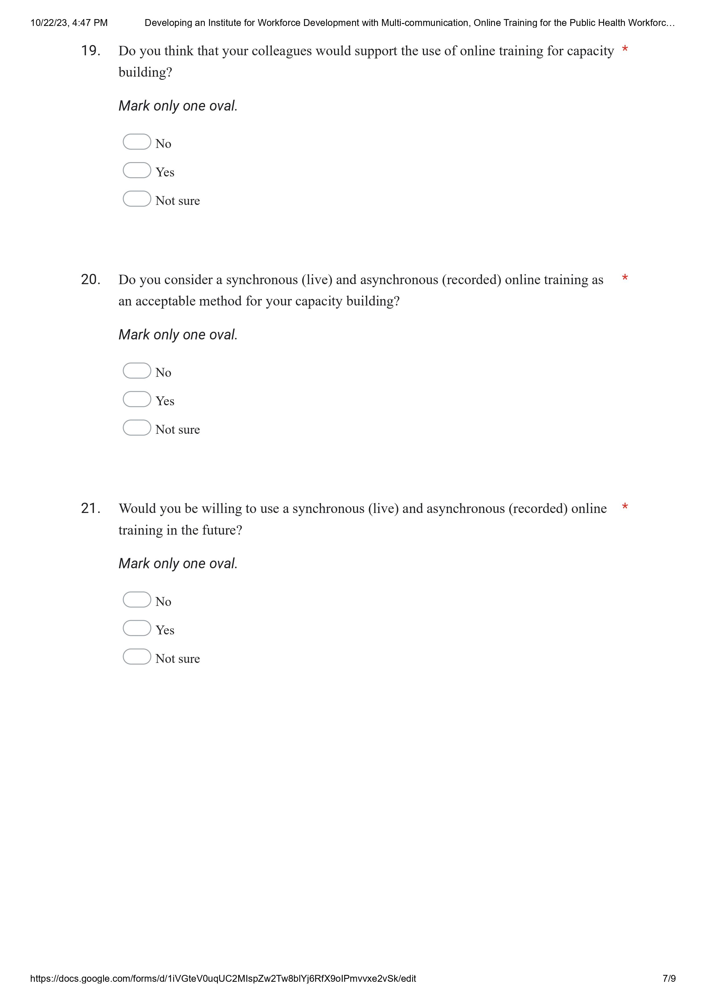 10/22/23, 4:47 PM Developing an Institute for Workforce Development with Multi-communication, Online Training for the Public Health Workforc…
19. Do you think that your colleagues would support the use of online training for capacity *
building?
Mark only one oval.
No
Yes
Not sure
20. Do you consider a synchronous (live) and asynchronous (recorded) online training as *
an acceptable method for your capacity building?
Mark only one oval.
No
Yes
Not sure
21. Would you be willing to use a synchronous (live) and asynchronous (recorded) online *
training in the future?
Mark only one oval.
No
Yes
Not sure
https://docs.google.com/forms/d/1iVGteV0uqUC2MIspZw2Tw8bIYj6RfX9oIPmvvxe2vSk/edit 7/9